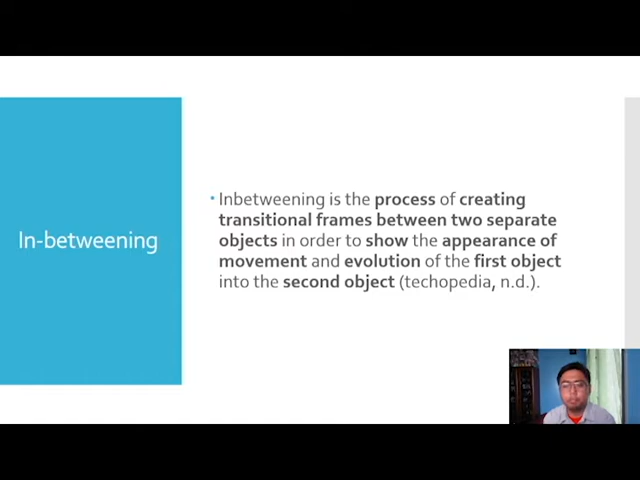 In-betweening
• Inbetweening is the process of creating
transitional frames between two separate
objects in order to show the appearance of
movement and evolution of the first object
into the second object (techopedia, n.d.).